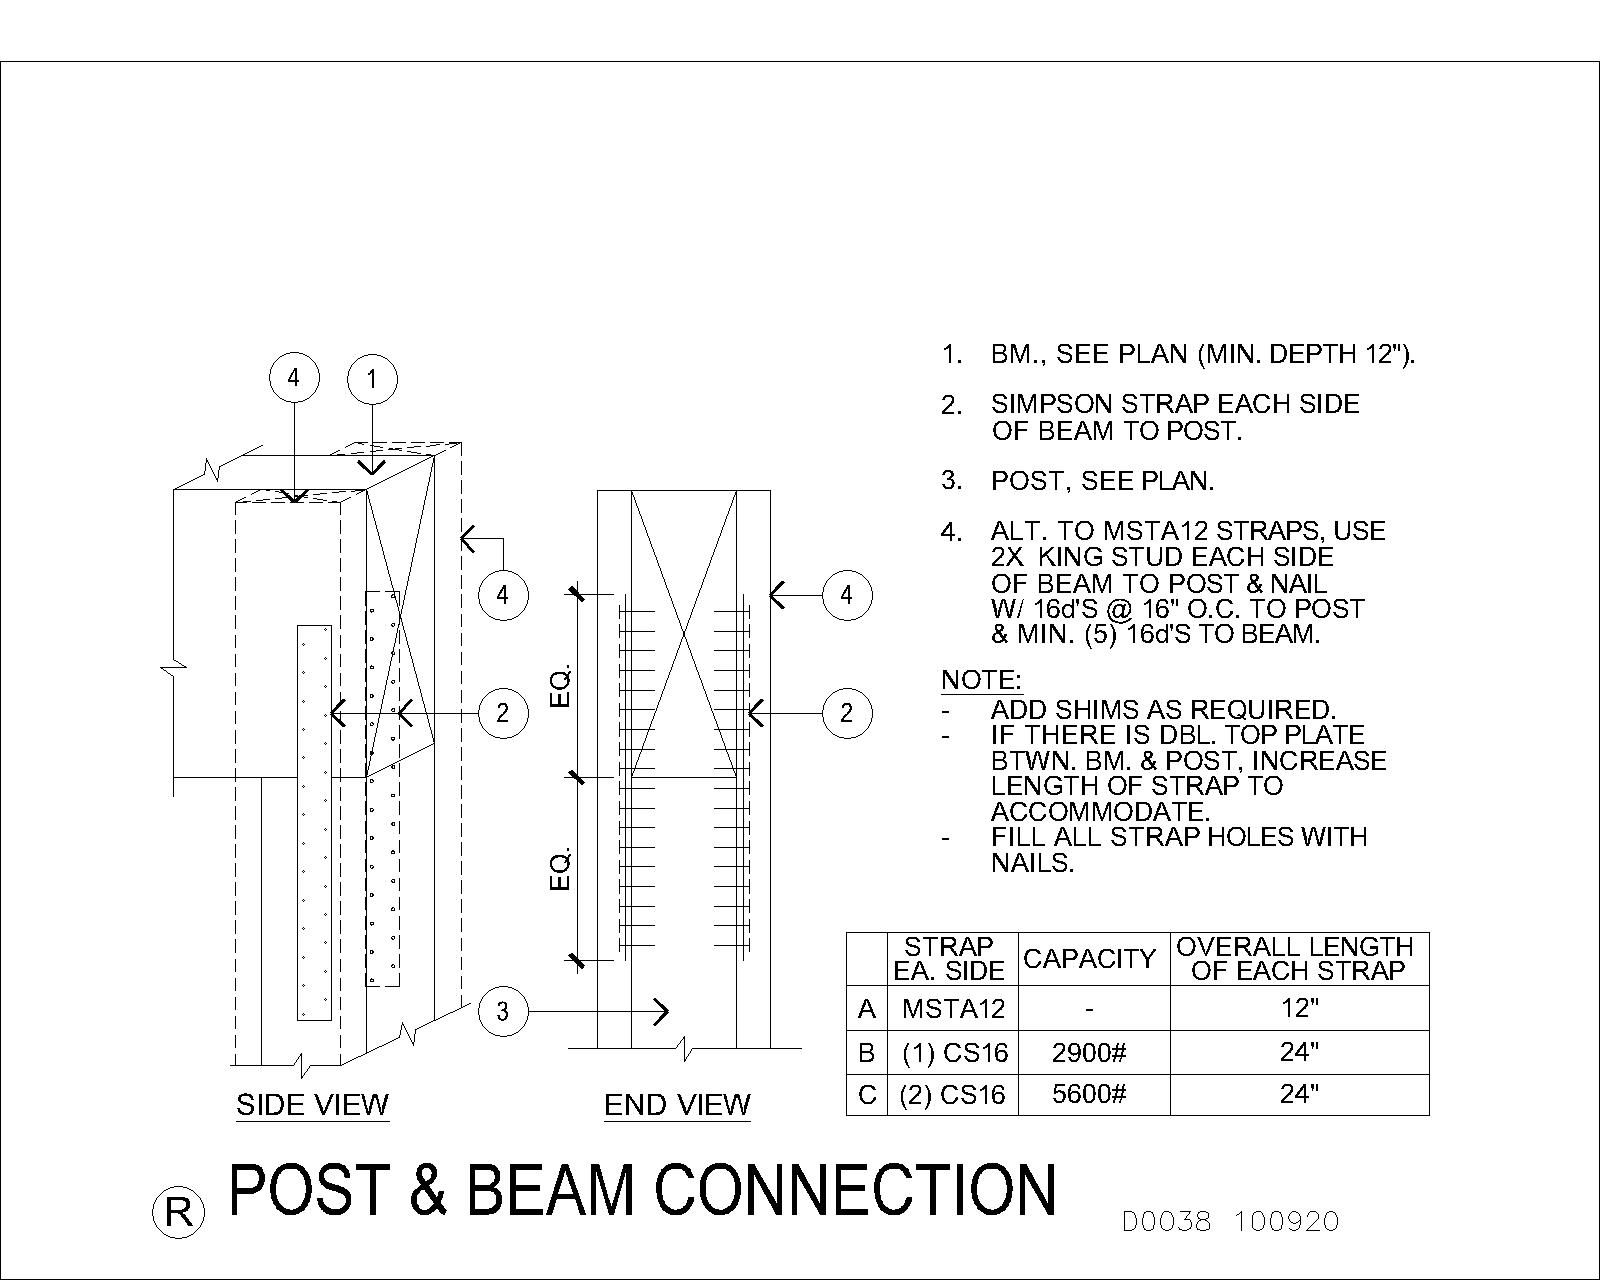 4
1
4
2
3
EQ.
EQ.
4
2
SIDE VIEW
END VIEW
1. BM., SEE PLAN (MIN. DEPTH 12").
2. SIMPSON STRAP EACH SIDE
OF BEAM TO POST.
3. POST, SEE PLAN.
4. ALT. TO MSTA12 STRAPS, USE
2X KING STUD EACH SIDE
OF BEAM TO POST & NAIL
W/ 16d'S @ 16" O.C. TO POST
& MIN. (5) 16d'S TO BEAM.
NOTE:
- ADD SHIMS AS REQUIRED.
- IF THERE IS DBL. TOP PLATE
BTWN. BM. & POST, INCREASE
LENGTH OF STRAP TO
ACCOMMODATE.
- FILL ALL STRAP HOLES WITH
NAILS.
STRAP
EA. SIDE
CAPACITY
OVERALL LENGTH
OF EACH STRAP
A MSTA12 - 12"
B (1) CS16 2900# 24"
C (2) CS16 5600# 24"
R POST & BEAM CONNECTION
D0038 100920